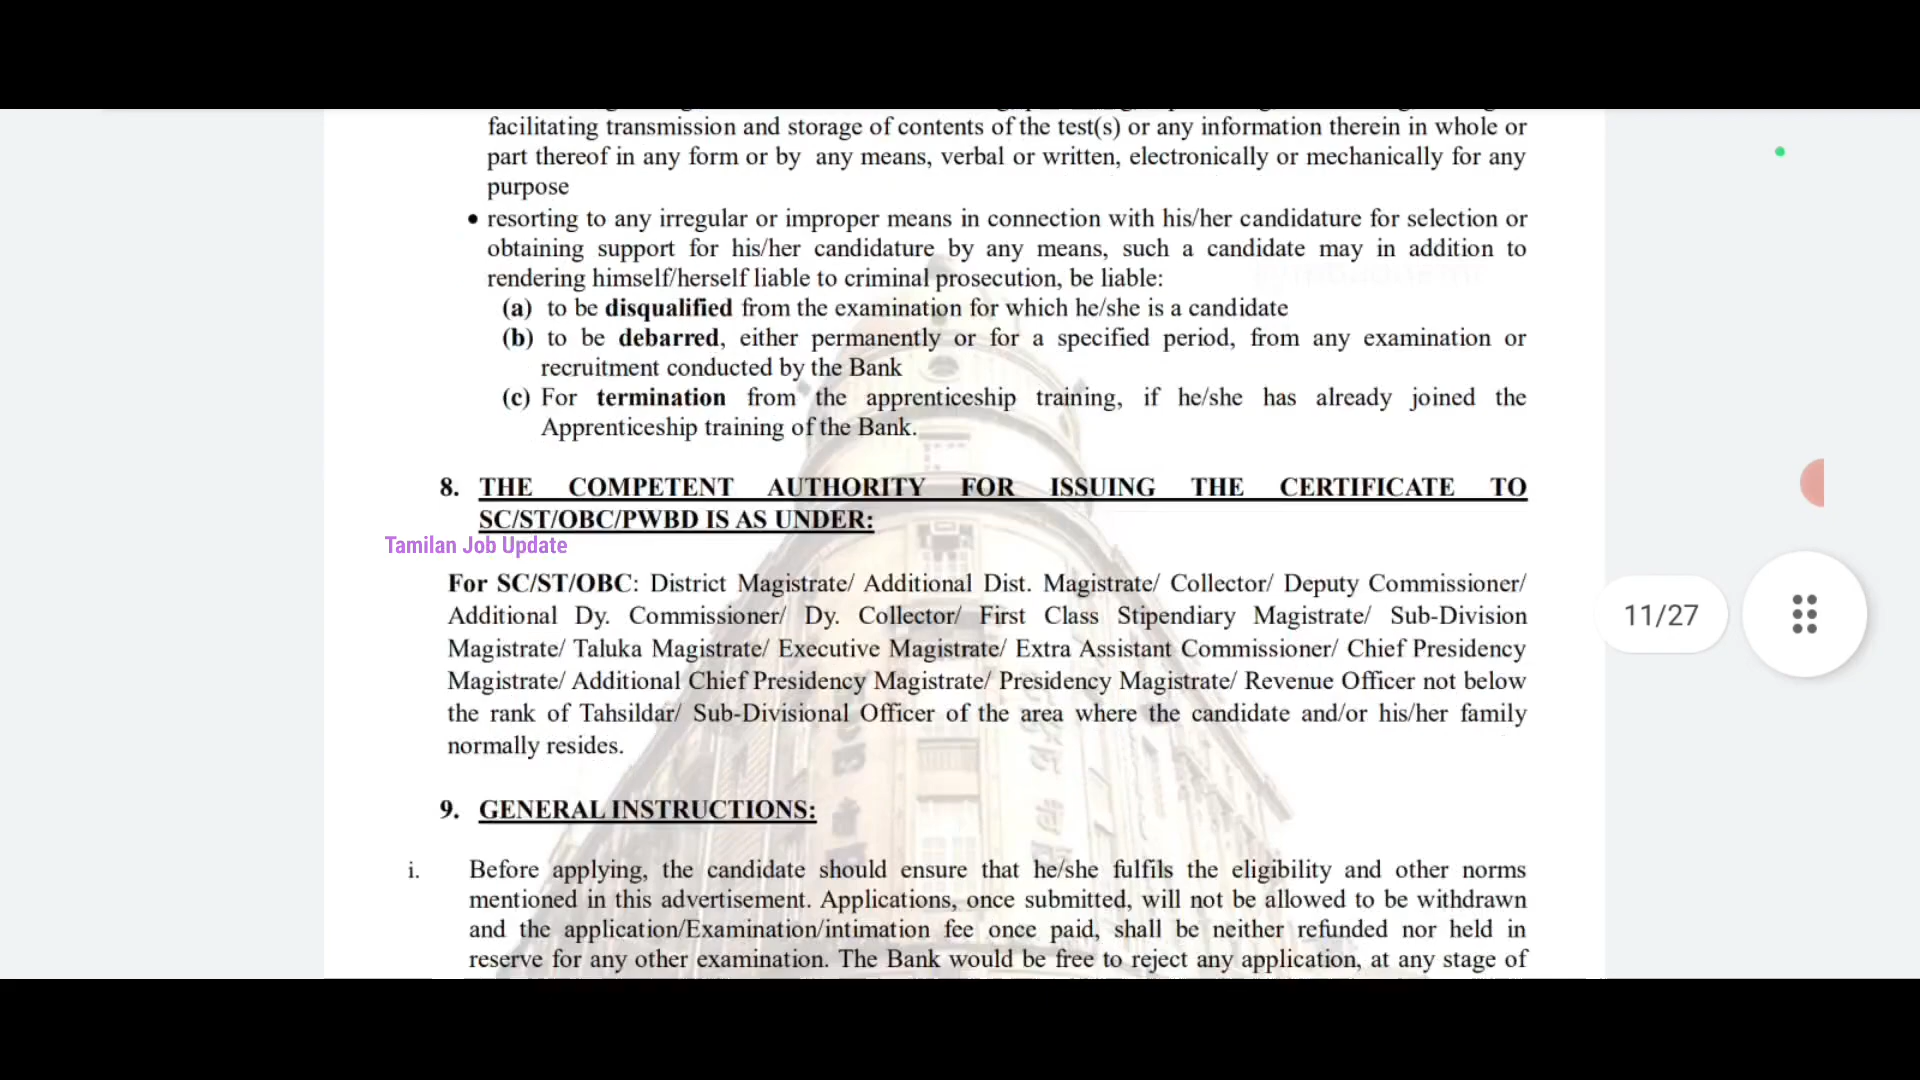 facilitating transmission and storage of contents of the test(s) or any information therein in whole or
part thereof in any form or by any means, verbal or written, electronically or mechanically for any
purpose
• resorting to any irregular or improper means in connection with his/her candidature for selection or
obtaining support for his/her candidature by any means, such a candidate may in addition to
rendering himself/herself liable to criminal prosecution, be liable:
(a) to be disqualified from the examination for which he/she is a candidate
(b) to be debarred, either permanently or for a specified period, from any examination or
recruitment conducted by the Bank
(c) For termination from the apprenticeship training, if he/she has already joined the
Apprenticeship training of the Bank.
8. THE COMPETENT AUTHORITY FOR ISSUING THE CERTIFICATE TO
SC/ST/OBC/PWBD IS AS UNDER:
Tamilan Job Update
For SC/ST/OBC: District Magistrate/ Additional Dist. Magistrate/ Collector/ Deputy Commissioner/
Additional Dy. Commissioner/ Dy. Collector/ First Class Stipendiary Magistrate/ Sub-Division
Magistrate/ Taluka Magistrate/ Executive Magistrate/ Extra Assistant Commissioner/ Chief Presidency
Magistrate/ Additional Chief Presidency Magistrate/ Presidency Magistrate/ Revenue Officer not below
the rank of Tahsildar/ Sub-Divisional Officer of the area where the candidate and/or his/her family
normally resides.
11/27
9. GENERAL INSTRUCTIONS:
i. Before applying, the candidate should ensure that he/she fulfils the eligibility and other norms
mentioned in this advertisement. Applications, once submitted, will not be allowed to be withdrawn
and the application/Examination/intimation fee once paid, shall be neither refunded nor held in
reserve for any other examination. The Bank would be free to reject any application, at any stage of